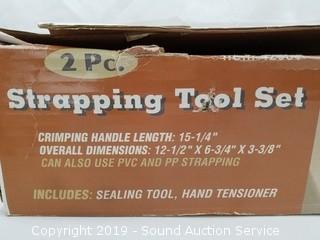 2 Pc.
Strapping Tool Set
CRIMPING HANDLE LENGTH: 15-1/4"
OVERALL DIMENSIONS: 12-1/2" X 6-3/4" X 3-3/8"
CAN ALSO USE PVC AND PP STRAPPING
INCLUDES: SEALING TOOL, HAND TENSIONER
Copyright 2019 - Sound Auction Service